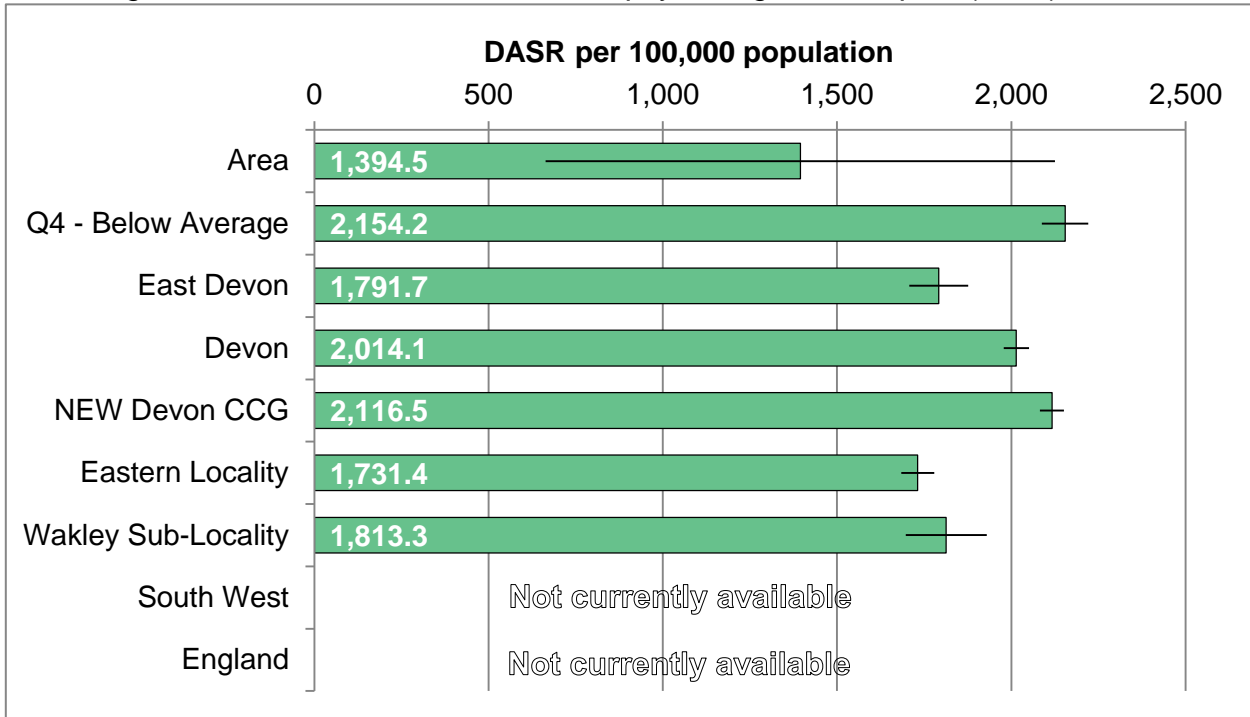 DASR per 100,000 population
0 500 1,000 1,500 2,000 2,500
Area 1,394.5
Q4 - Below Average 2,154.2
East Devon 1,791.7
Devon 2,014.1
NEW Devon CCG 2,116.5
Eastern Locality 1,731.4
Wakley Sub-Locality 1,813.3
South West Not currently available
England Not currently available